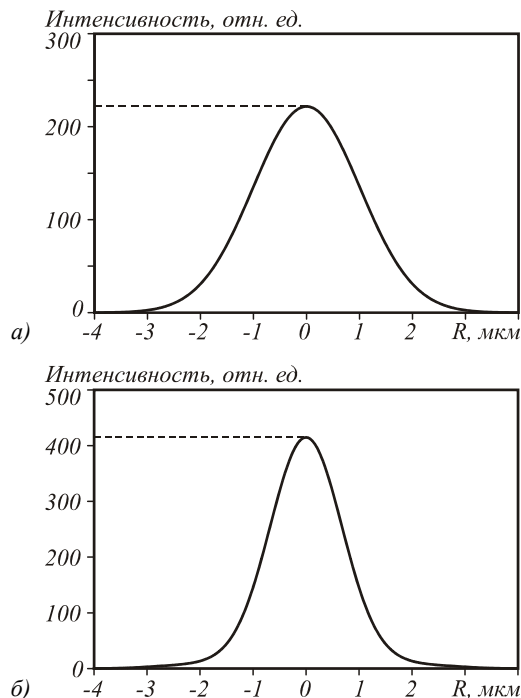 Интенсивность, отн. ед.
300
200
100
0
а)
-4 -3 -2 -1 0 1 2 R, мкм
Интенсивность, отн. ед.
500
400
300
200
100
0
б)
-4 -3 -2 -1 0 1 2 R, мкм